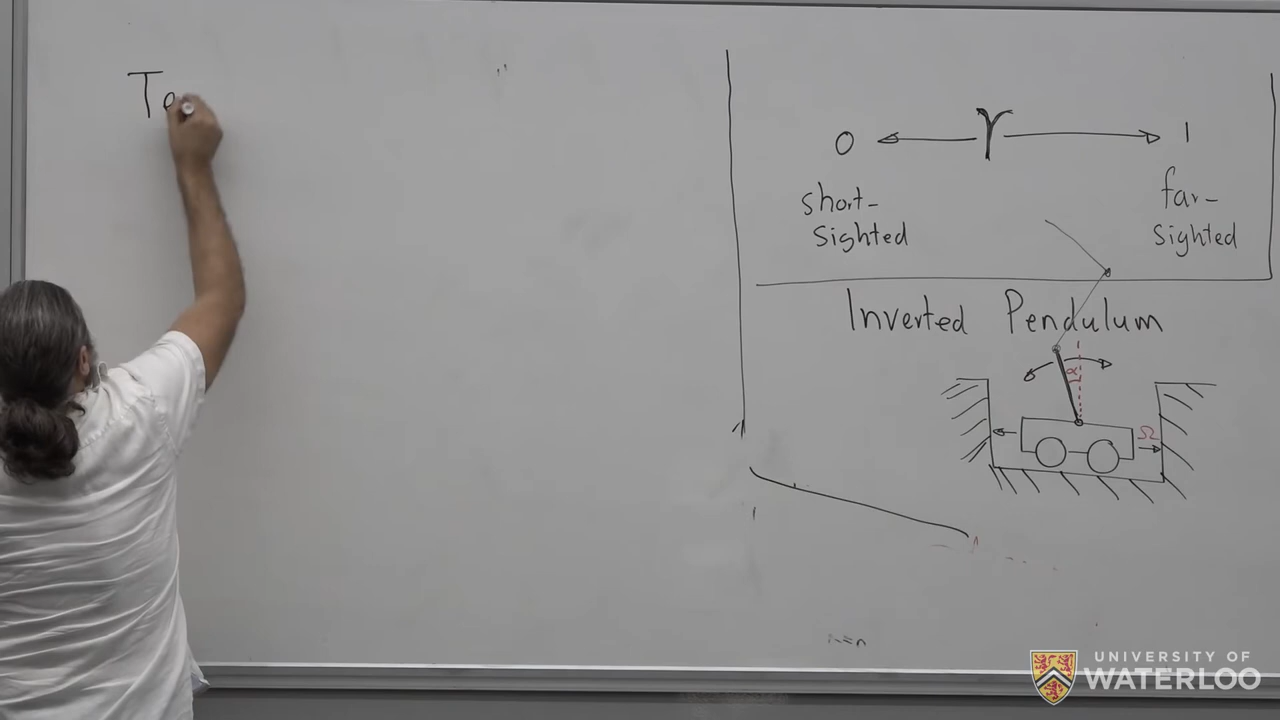 To
0 γ 1
short-
sighted
far-
sighted
Inverted Pendulum
α
Ω
UNIVERSITY OF
WATERLOO